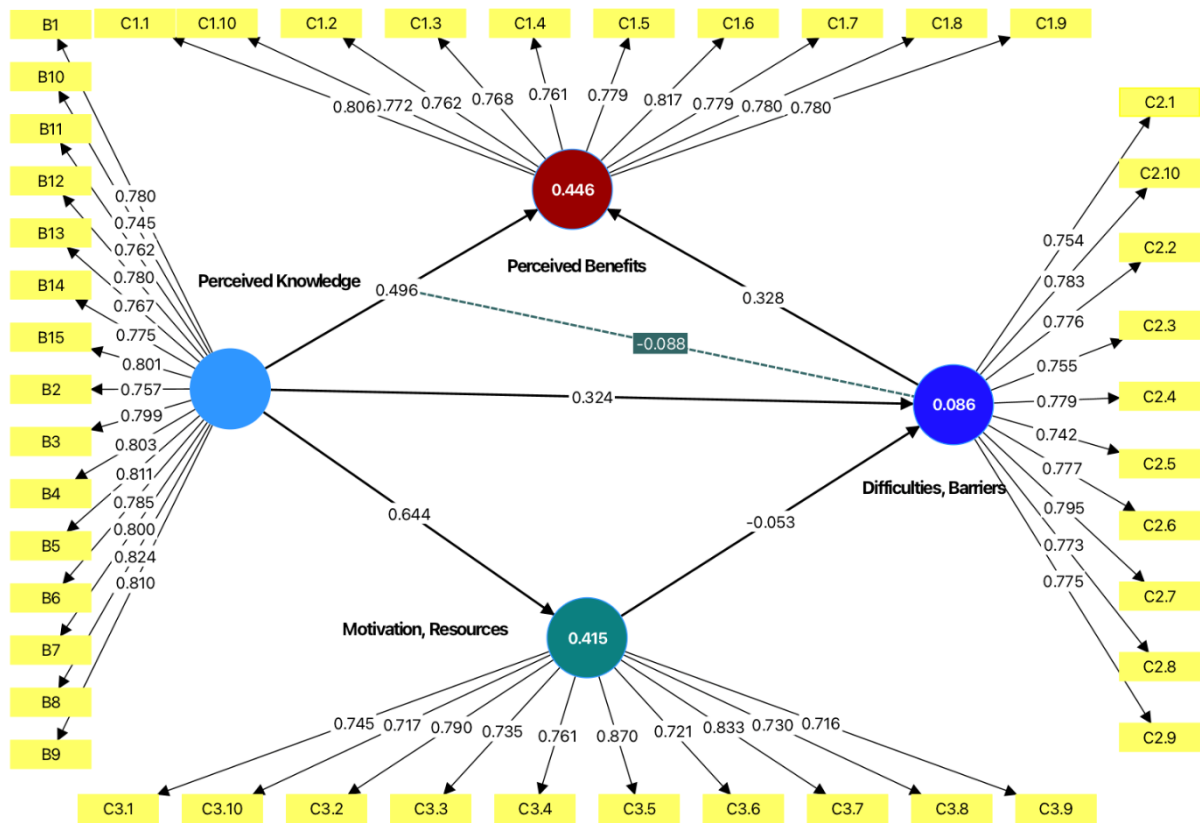 B1
C1.1
C1.10
C1.2
C1.3
C1.4
C1.5
C1.6
C1.7
C1.8
C1.9
B10
B11
B12
B13
B14
B15
B2
B3
B4
B5
B6
B7
B8
B9
0.806
0.772
0.762
0.768
0.761
0.779
0.817
0.779
0.780
0.780
0.780
0.745
0.762
0.780
0.767
0.775
0.801
0.757
0.799
0.803
0.811
0.785
0.800
0.824
0.810
0.446
Perceived Benefits
Perceived Knowledge
0.496
0.328
-0.088
0.324
0.086
Difficulties, Barriers
0.644
-0.053
Motivation, Resources
0.415
C2.1
C2.10
C2.2
C2.3
C2.4
C2.5
C2.6
C2.7
C2.8
C2.9
0.754
0.783
0.776
0.755
0.779
0.742
0.777
0.795
0.773
0.775
0.745
0.717
0.790
0.735
0.761
0.870
0.721
0.833
0.730
0.716
C3.1
C3.10
C3.2
C3.3
C3.4
C3.5
C3.6
C3.7
C3.8
C3.9